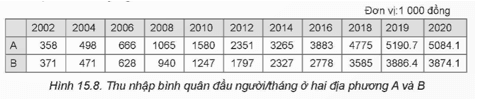 Đơn vị:1 000 đồng
2002 2004 2006 2008 2010 2012 2014 2016 2018 2019 2020
A 358 498 666 1065 1580 2351 3265 3883 4775 5190.7 5084.1
B 371 471 628 940 1247 1797 2327 2778 3585 3886.4 3874.1
Hình 15.8. Thu nhập bình quân đầu người/tháng ở hai địa phương A và B